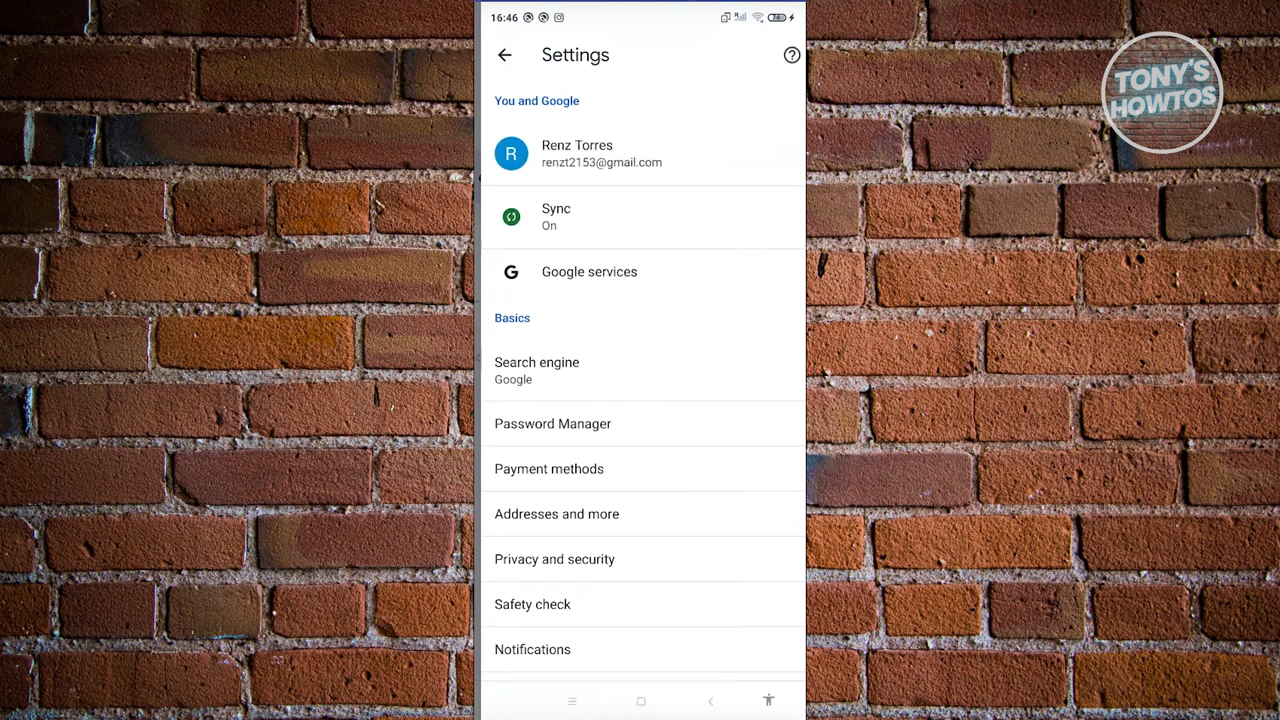 16:46
74
Settings
You and Google
R
Renz Torres
renzt2153@gmail.com
Sync
On
G
Google services
Basics
Search engine
Google
Password Manager
Payment methods
Addresses and more
Privacy and security
Safety check
Notifications
TONY'S
HOWTOS